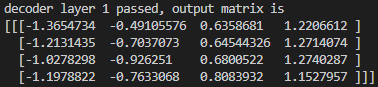 decoder layer 1 passed, output matrix is
[[[-1.3654734  -0.49105576  0.6358681   1.2206612 ]
  [-1.2131435  -0.7037073   0.64544326  1.2714074 ]
  [-1.0278298  -0.926251    0.6800522   1.2740287 ]
  [-1.1978822  -0.7633068   0.8083932   1.1527957 ]]]